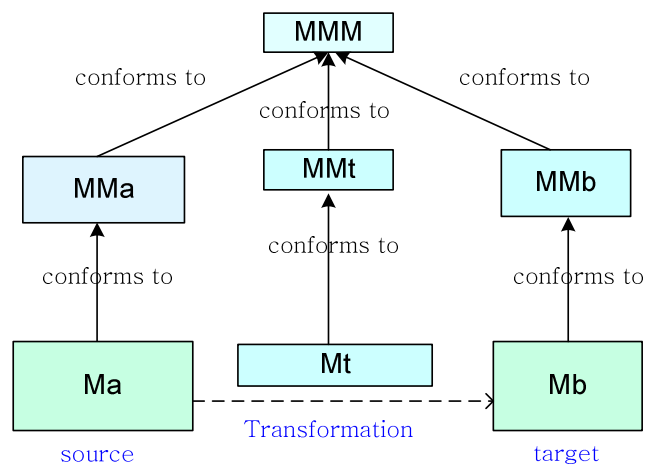 MMM
conforms to
conforms to
conforms to
MMa
MMt
MMb
conforms to
conforms to
conforms to
Ma
Mt
Mb
Transformation
source
target